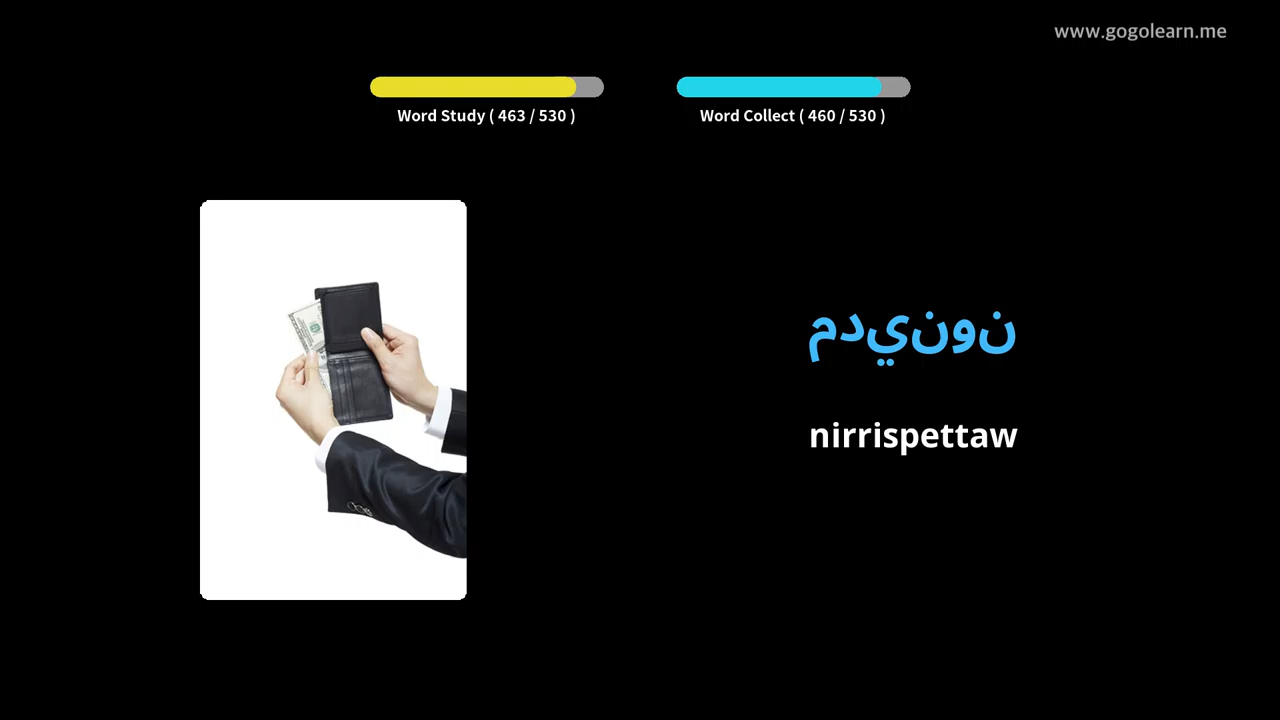 www.gogolearn.me
Word Study ( 463 / 530 )
Word Collect ( 460 / 530 )
مدينون
nirrispettaw